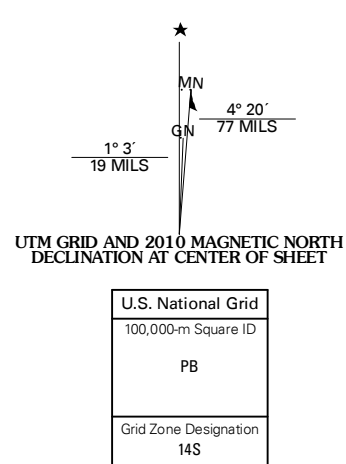 MN
4° 20´
77 MILS
GN
1° 3´
19 MILS
UTM GRID AND 2010 MAGNETIC NORTH
DECLINATION AT CENTER OF SHEET
U.S. National Grid
100,000-m Square ID
PB
Grid Zone Designation
14S